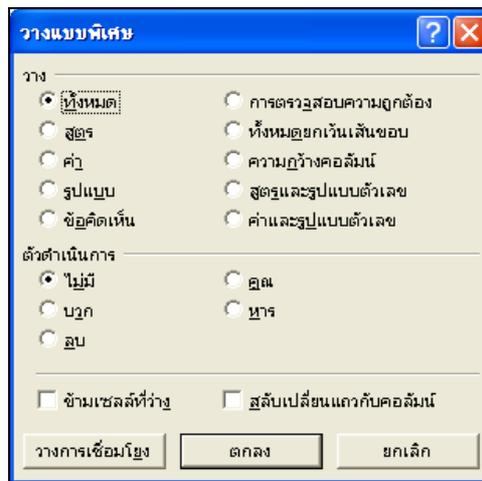 วางแบบพิเศษ
วาง
ทั้งหมด
การตรวจสอบความถูกต้อง
สูตร
ทั้งหมดยกเว้นเส้นขอบ
ค่า
ความกว้างคอลัมน์
รูปแบบ
สูตรและรูปแบบตัวเลข
ข้อคิดเห็น
ค่าและรูปแบบตัวเลข
ตัวดำเนินการ
ไม่มี
คูณ
บวก
หาร
ลบ
ข้ามเซลล์ที่ว่าง
สลับเปลี่ยนแถวกับคอลัมน์
วางการเชื่อมโยง
ตกลง
ยกเลิก